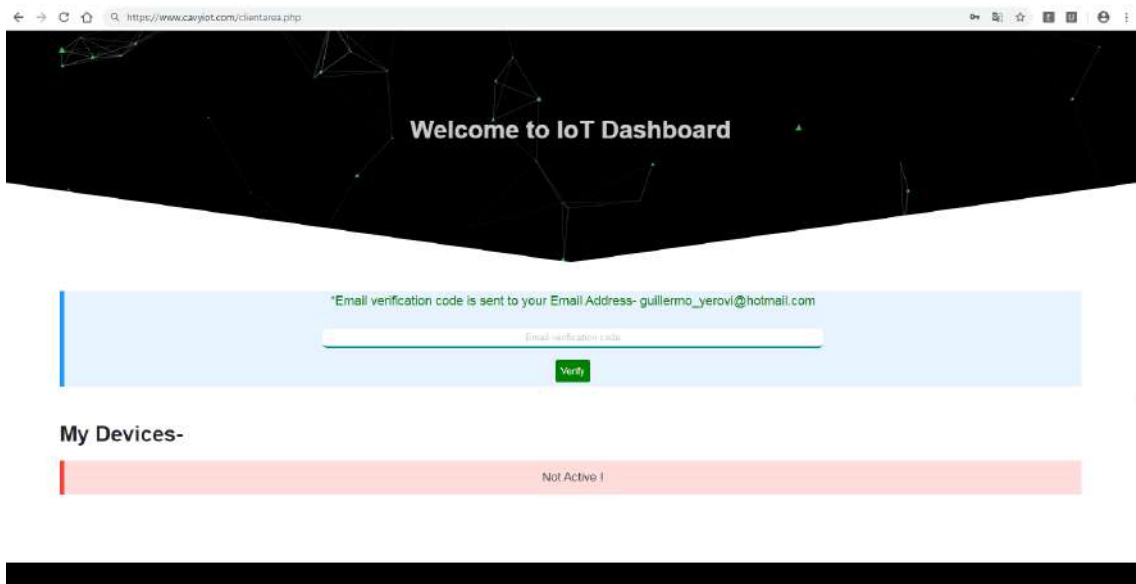 https://www.cavyiot.com/clientarea.php
Welcome to IoT Dashboard
*Email verification code is sent to your Email Address- guillermo_yerovi@hotmail.com
Email verification code
Verify
My Devices-
Not Active !